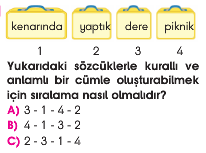 kenarında yaptık dere piknik
1 2 3 4
Yukarıdaki sözcüklerle kurallı ve
anlamlı bir cümle oluşturabilmek
için sıralama nasıl olmalıdır?
A) 3 - 1 - 4 - 2
B) 4 - 1 - 3 - 2
C) 2 - 3 - 1 - 4